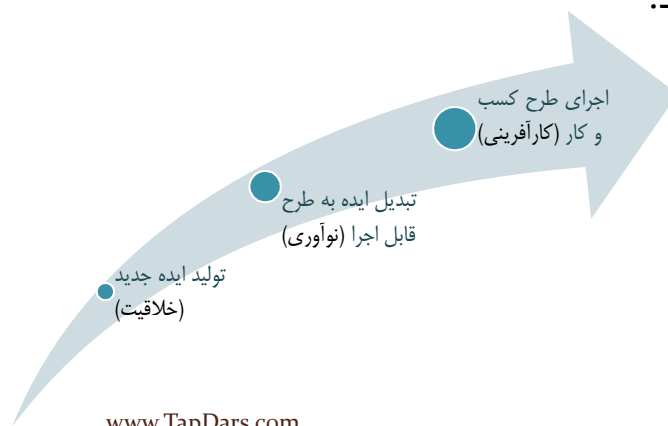 اجرای طرح کسب
و کار (کارآفرینی)
تبدیل ایده به طرح
قابل اجرا (نوآوری)
تولید ایده جدید
(خلاقیت)
www.TapDars.com